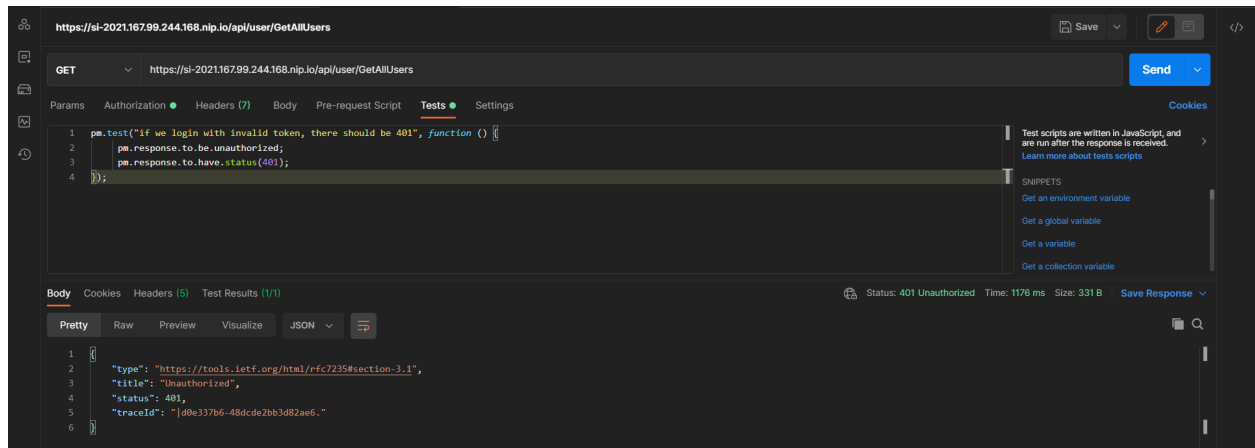 https://si-2021.167.99.244.168.nip.io/api/user/GetAllUsers
Save
GET https://si-2021.167.99.244.168.nip.io/api/user/GetAllUsers
Send
Params Authorization Headers (7) Body Pre-request Script Tests Settings
Cookies
1 pm.test("if we login with invalid token, there should be 401", function () {
2 pm.response.to.be.unauthorized;
3 pm.response.to.have.status(401);
4 });
Test scripts are written in JavaScript, and
are run after the response is received.
Learn more about tests scripts
SNIPPETS
Get an environment variable
Get a global variable
Get a variable
Get a collection variable
Body Cookies Headers (5) Test Results (1/1)
Status: 401 Unauthorized Time: 1176 ms Size: 331 B Save Response
Pretty Raw Preview Visualize JSON
1 {
2 "type": "https://tools.ietf.org/html/rfc7235#section-3.1",
3 "title": "Unauthorized",
4 "status": 401,
5 "traceId": "|d0e337b6-48dcde2bb3d82ae6."
6 }